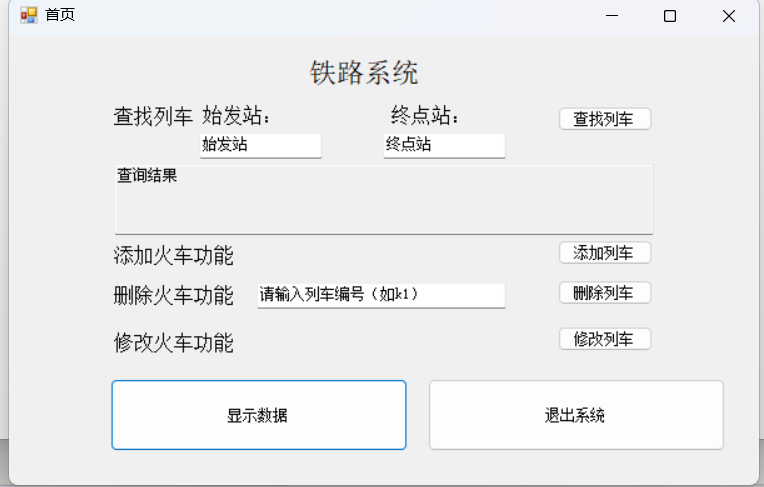 首页
铁路系统
查找列车 始发站： 终点站： 查找列车
始发站 终点站
查询结果
添加火车功能 添加列车
删除火车功能 请输入列车编号（如k1） 删除列车
修改火车功能 修改列车
显示数据 退出系统